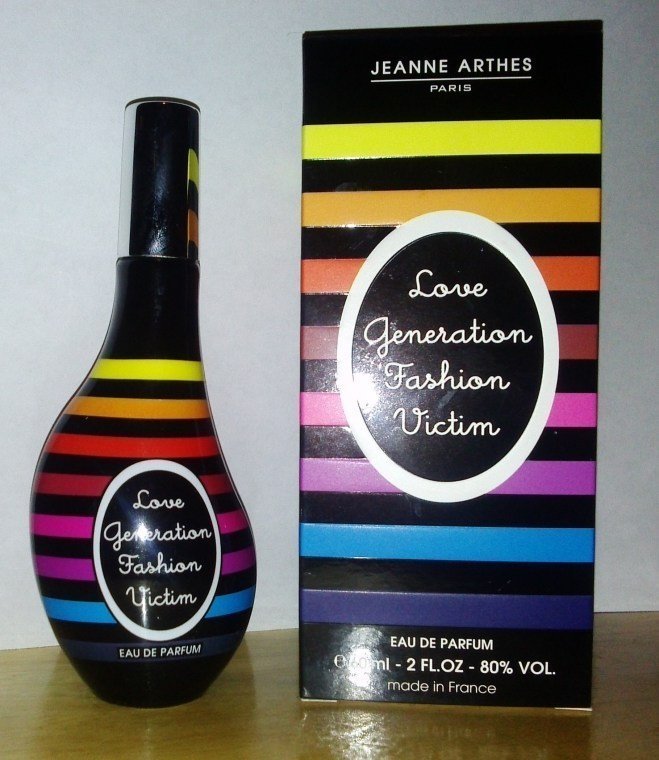 JEANNE ARTHES
PARIS
Love
Generation
Fashion
Victim
EAU DE PARFUM
ml - 2 FL.OZ - 80% VOL.
made in France
Love
Generation
Fashion
Victim
EAU DE PARFUM